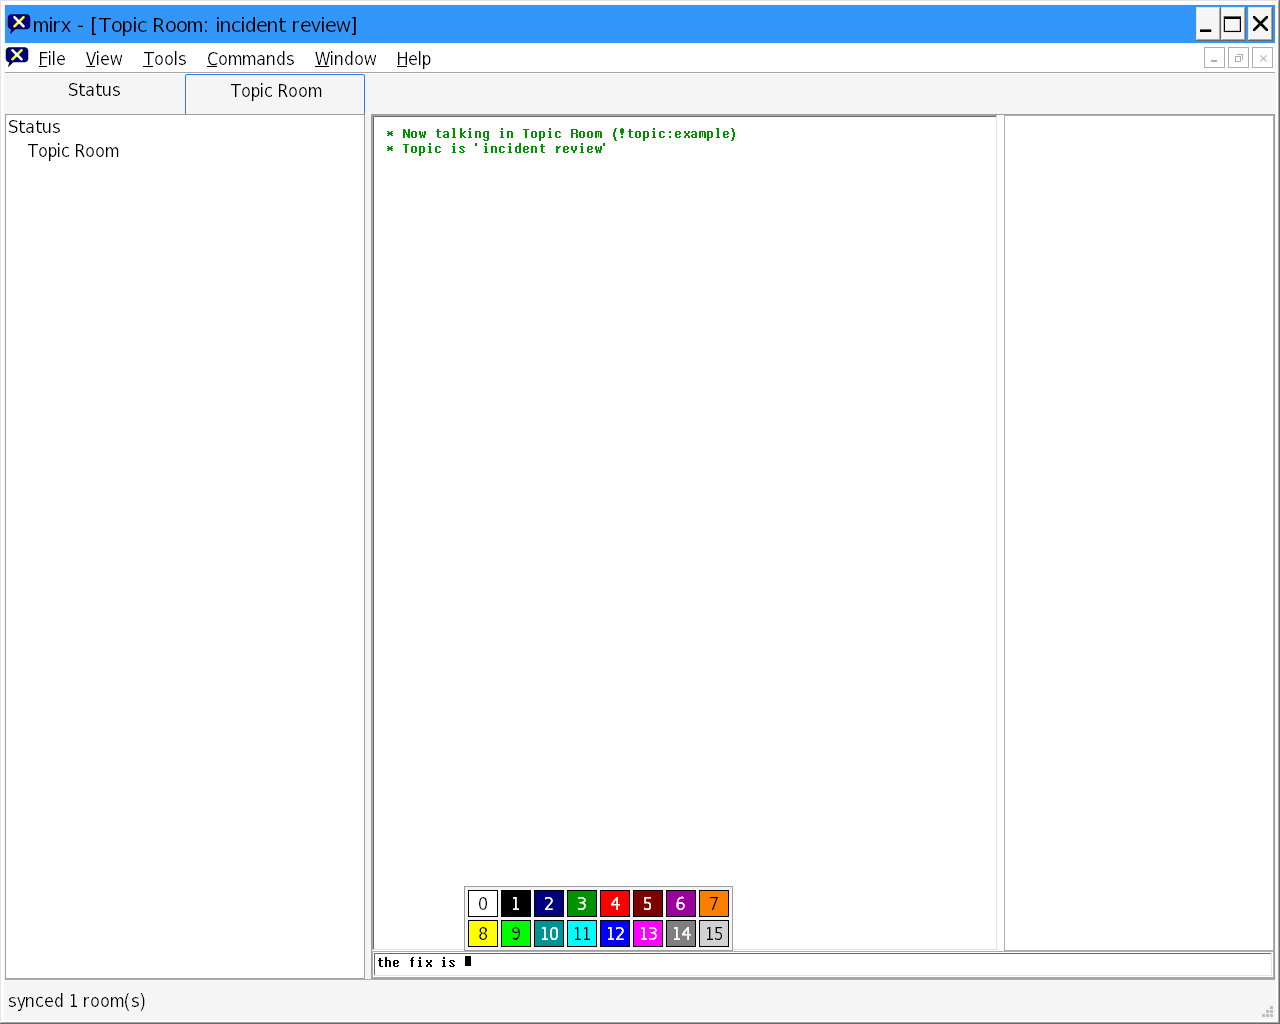 mirx - [Topic Room: incident review]
File View Tools Commands Window Help
Status Topic Room
Status
Topic Room
* Now talking in Topic Room (!topic:example)
* Topic is 'incident review'
0 1 2 3 4 5 6 7
8 9 10 11 12 13 14 15
the fix is
synced 1 room(s)